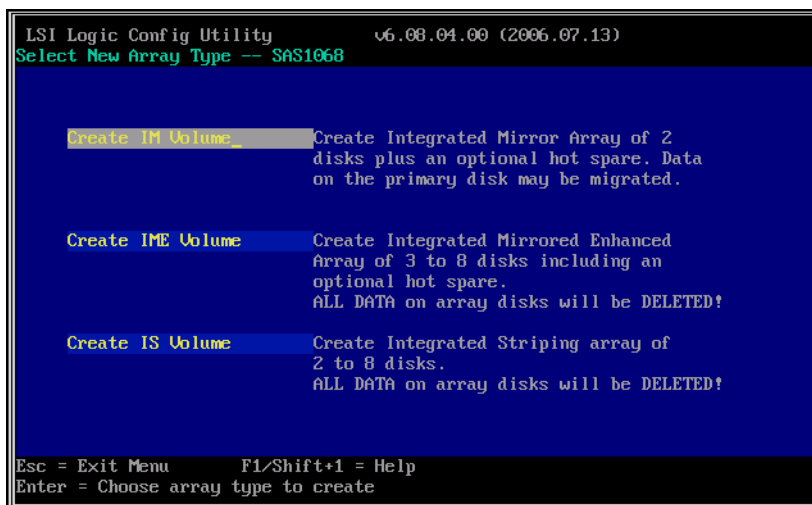 LSI Logic Config Utility v6.08.04.00 (2006.07.13)
Select New Array Type -- SAS1068
Create IM Volume_ Create Integrated Mirror Array of 2
disks plus an optional hot spare. Data
on the primary disk may be migrated.
Create IME Volume Create Integrated Mirrored Enhanced
Array of 3 to 8 disks including an
optional hot spare.
ALL DATA on array disks will be DELETED!
Create IS Volume Create Integrated Striping array of
2 to 8 disks.
ALL DATA on array disks will be DELETED!
Esc = Exit Menu F1/Shift+1 = Help
Enter = Choose array type to create